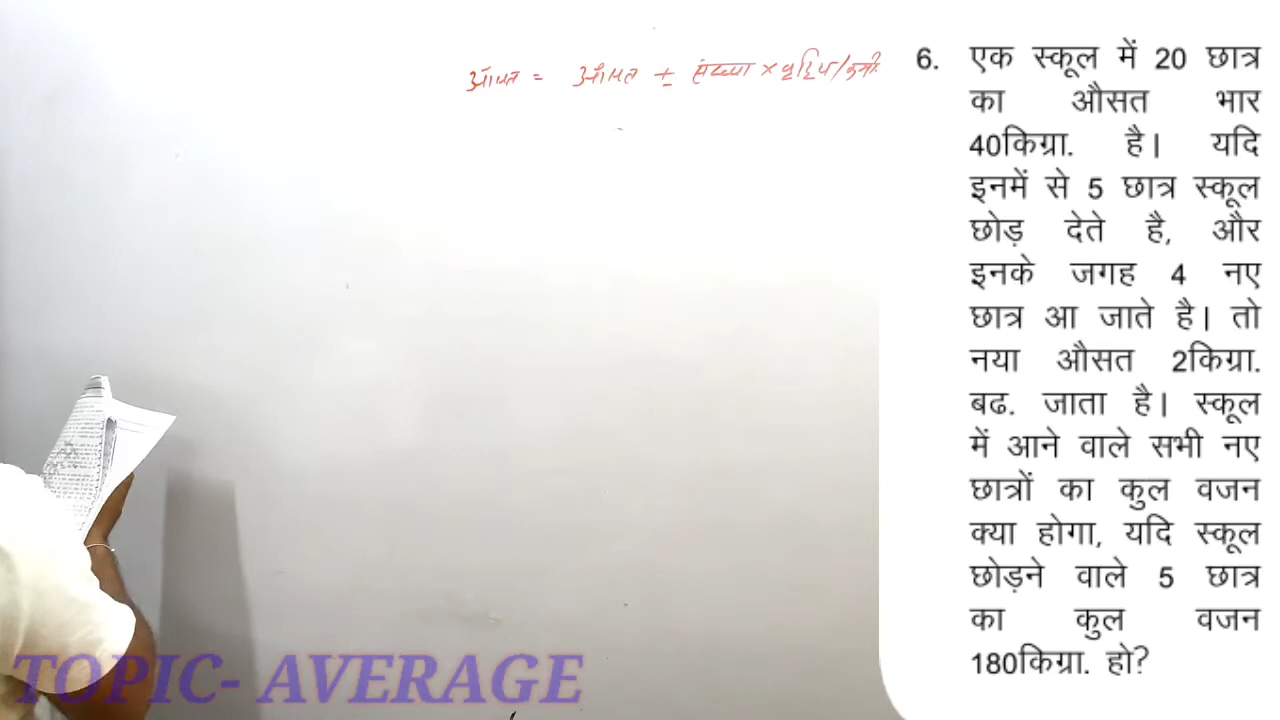 औसत = औसत ± संख्या × वृद्धि/कमी
6. एक स्कूल में 20 छात्र
का औसत भार
40किग्रा. है। यदि
इनमें से 5 छात्र स्कूल
छोड़ देते है, और
इनके जगह 4 नए
छात्र आ जाते है। तो
नया औसत 2किग्रा.
बढ. जाता है। स्कूल
में आने वाले सभी नए
छात्रों का कुल वजन
क्या होगा, यदि स्कूल
छोड़ने वाले 5 छात्र
का कुल वजन
180किग्रा. हो?
TOPIC- AVERAGE